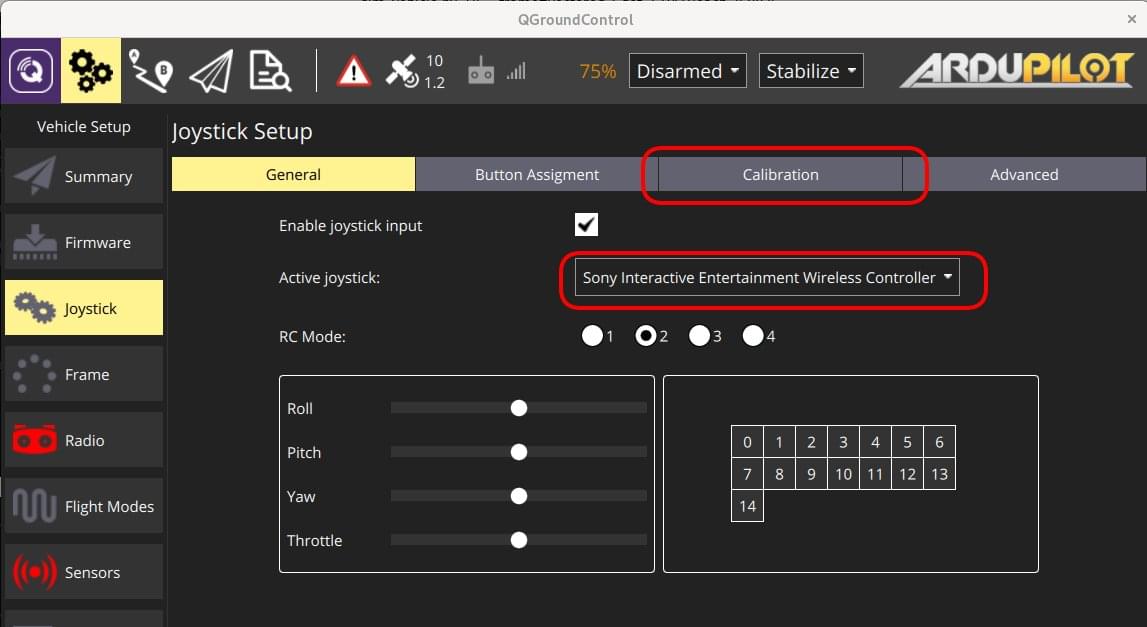 QGroundControl
10
1.2
75% Disarmed Stabilize ARDUPILOT
A
B
Vehicle Setup
Summary
Firmware
Joystick
Frame
Radio
Flight Modes
Sensors
Joystick Setup
General Button Assigment Calibration Advanced
Enable joystick input
Active joystick: Sony Interactive Entertainment Wireless Controller
RC Mode: 1 2 3 4
Roll
Pitch
Yaw
Throttle
0 1 2 3 4 5 6
7 8 9 10 11 12 13
14